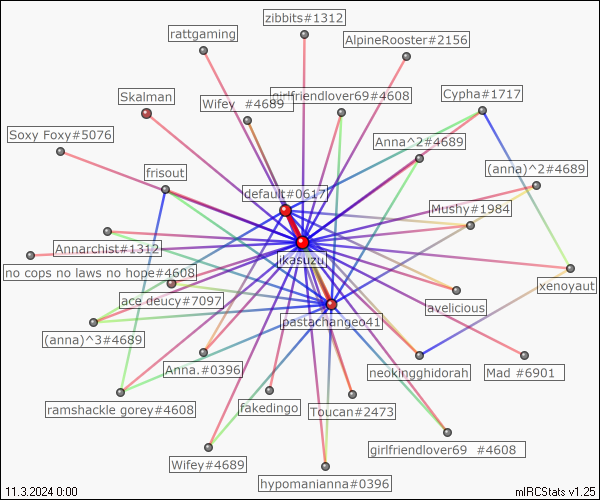 zibbits#1312
rattgaming
AlpineRooster#2156
Skalman
Wifey_#4689
girlfriendlover69#4608
Cypha#1717
Soxy Foxy#5076
Anna^2#4689
frisout
(anna)^2#4689
default#0617
Mushy#1984
Annarchist#1312
ikasuzu
no cops no laws no hope#4608
xenoyaut
ace deucy#7097
avelicious
pastachangeo41
(anna)^3#4689
Anna.#0396
neokingghidorah
Mad #6901
ramshackle gorey#4608
fakedingo
Toucan#2473
girlfriendlover69 #4608
Wifey#4689
hypomanianna#0396
11.3.2024 0:00
mIRCStats v1.25